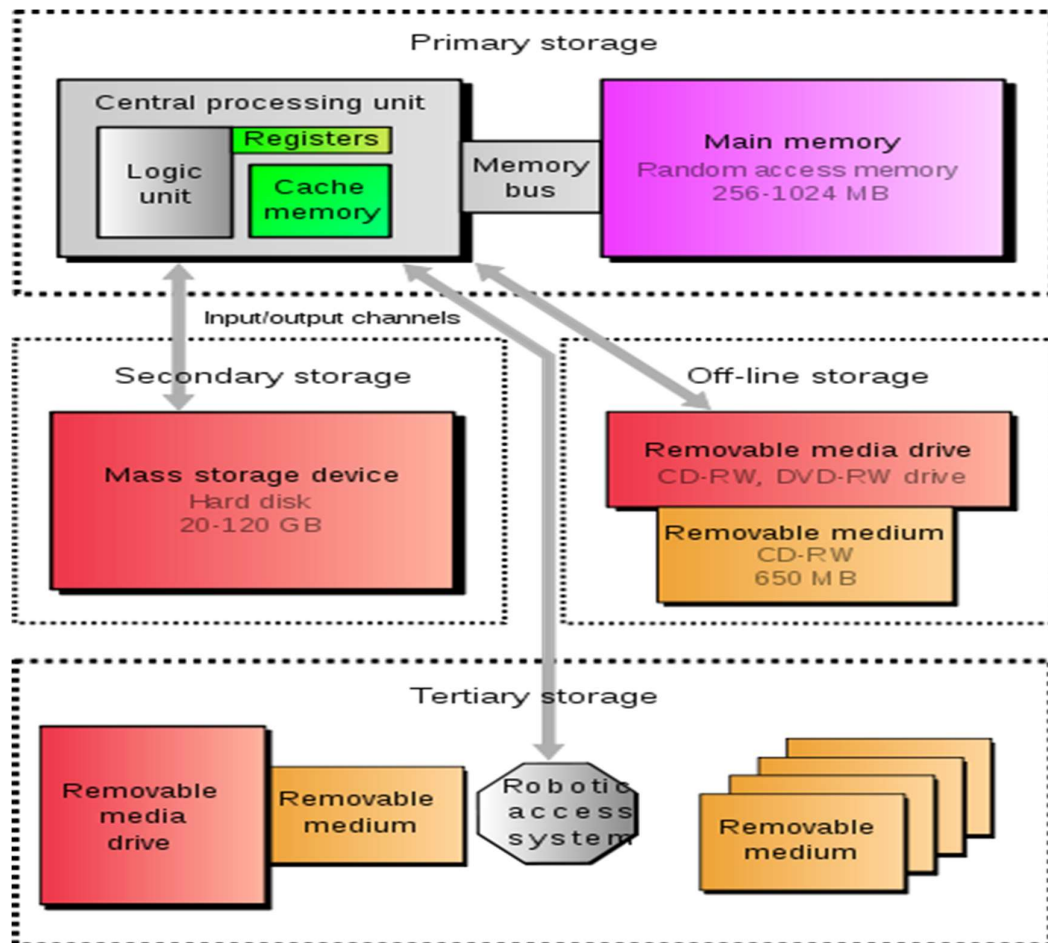 Primary storage
Central processing unit
Registers
Logic
unit
Cache
memory
Memory
bus
Main memory
Random access memory
256-1024 MB
Input/output channels
Secondary storage
Mass storage device
Hard disk
20-120 GB
Off-line storage
Removable media drive
CD-RW, DVD-RW drive
Removable medium
CD-RW
650 MB
Tertiary storage
Removable
media
drive
Removable
medium
Robotic
access
system
Removable
medium